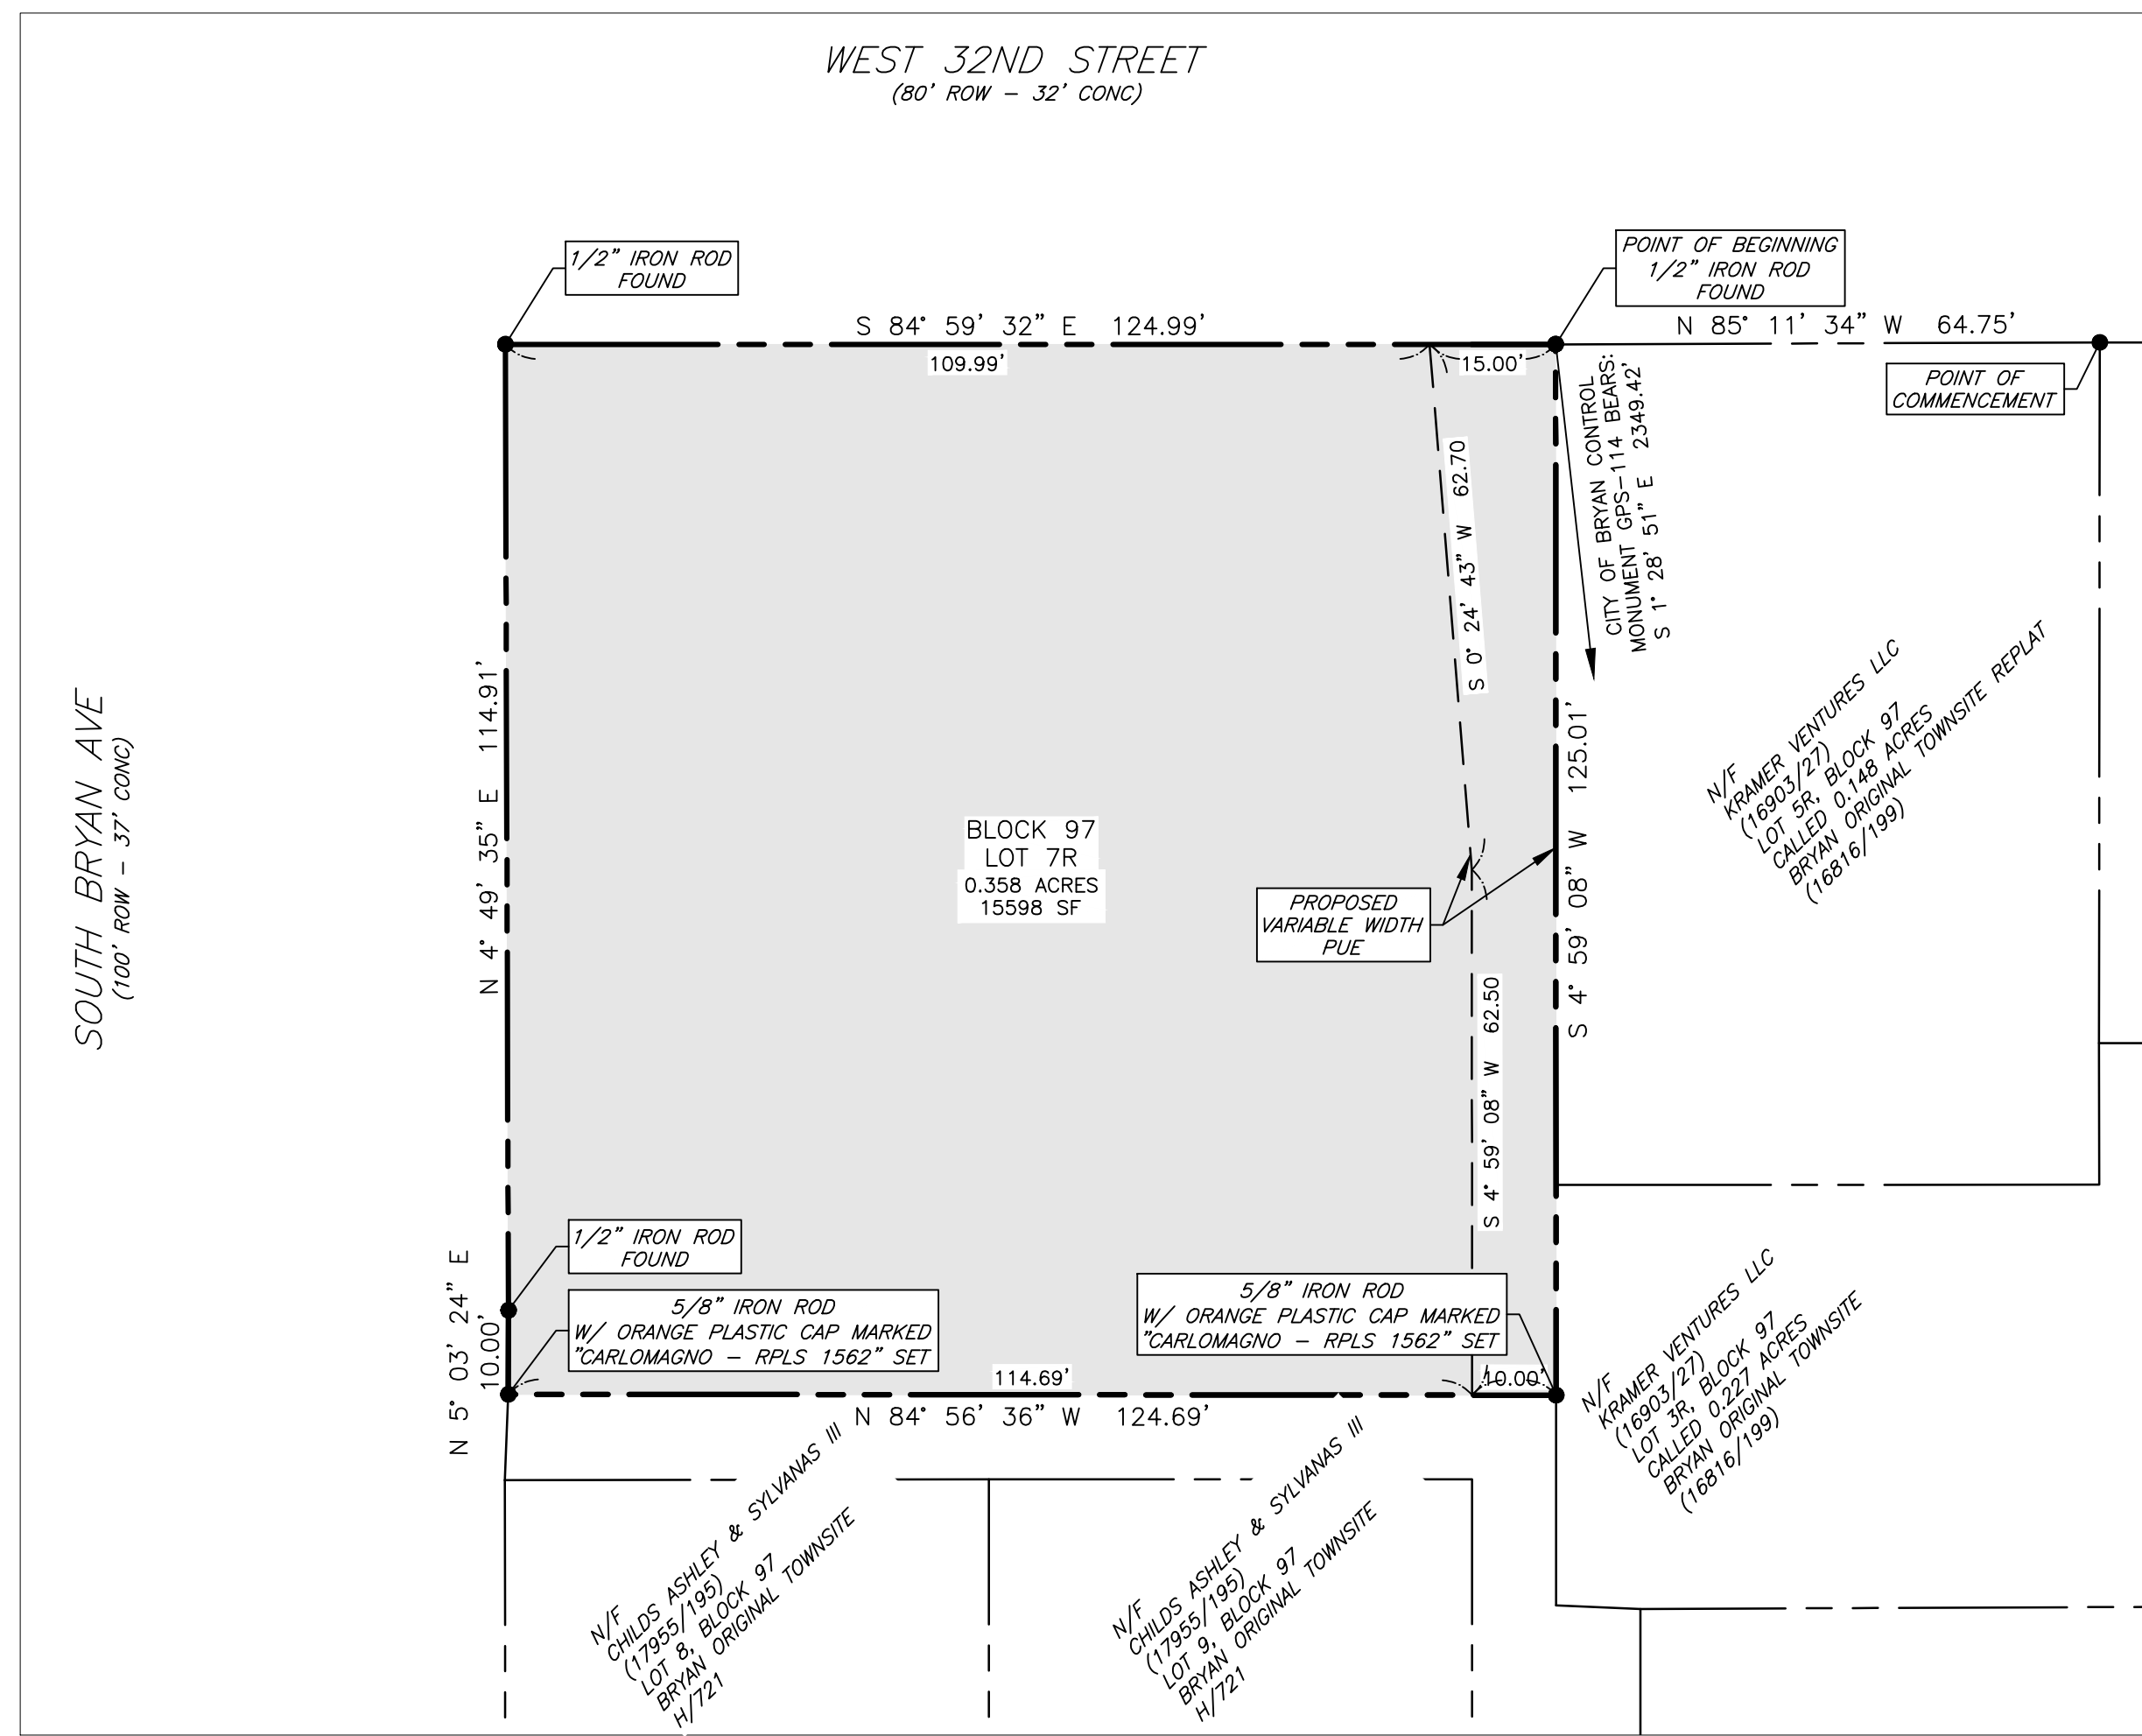 WEST 32ND STREET
(80' ROW – 32' CONC)
1/2" IRON ROD
FOUND
POINT OF BEGINNING
1/2" IRON ROD
FOUND
S 84° 59' 32" E 124.99'
N 85° 11' 34" W 64.75'
109.99'
15.00'
POINT OF
COMMENCEMENT
CITY OF BRYAN CONTROL
MONUMENT GPS–114 BEARS:
S 1° 28' 51" E 2349.42'
S 0° 24' 43" W 62.70
N/F
KRAMER VENTURES LLC
(16903/27)
LOT 5R, BLOCK 97
CALLED 0.148 ACRES
BRYAN ORIGINAL TOWNSITE REPLAT
(16816/199)
SOUTH BRYAN AVE
(100' ROW – 37' CONC)
N 4° 49' 35" E 114.91'
BLOCK 97
LOT 7R
0.358 ACRES
15598 SF
PROPOSED
VARIABLE WIDTH
PUE
S 4° 59' 08" W 125.01'
S 4° 59' 08" W 62.50
1/2" IRON ROD
FOUND
5/8" IRON ROD
W/ ORANGE PLASTIC CAP MARKED
"CARLOMAGNO – RPLS 1562" SET
5/8" IRON ROD
W/ ORANGE PLASTIC CAP MARKED
"CARLOMAGNO – RPLS 1562" SET
N 5° 03' 24" E
10.00'
114.69'
10.00'
N 84° 56' 36" W 124.69'
N/F
KRAMER VENTURES LLC
(16903/27)
LOT 3R, BLOCK 97
CALLED 0.227 ACRES
BRYAN ORIGINAL TOWNSITE
(16816/199)
N/F
CHILDS ASHLEY & SYLVANAS III
(17955/195)
LOT 8, BLOCK 97
BRYAN ORIGINAL TOWNSITE
H/721
N/F
CHILDS ASHLEY & SYLVANAS III
(17955/195)
LOT 9, BLOCK 97
BRYAN ORIGINAL TOWNSITE
H/721